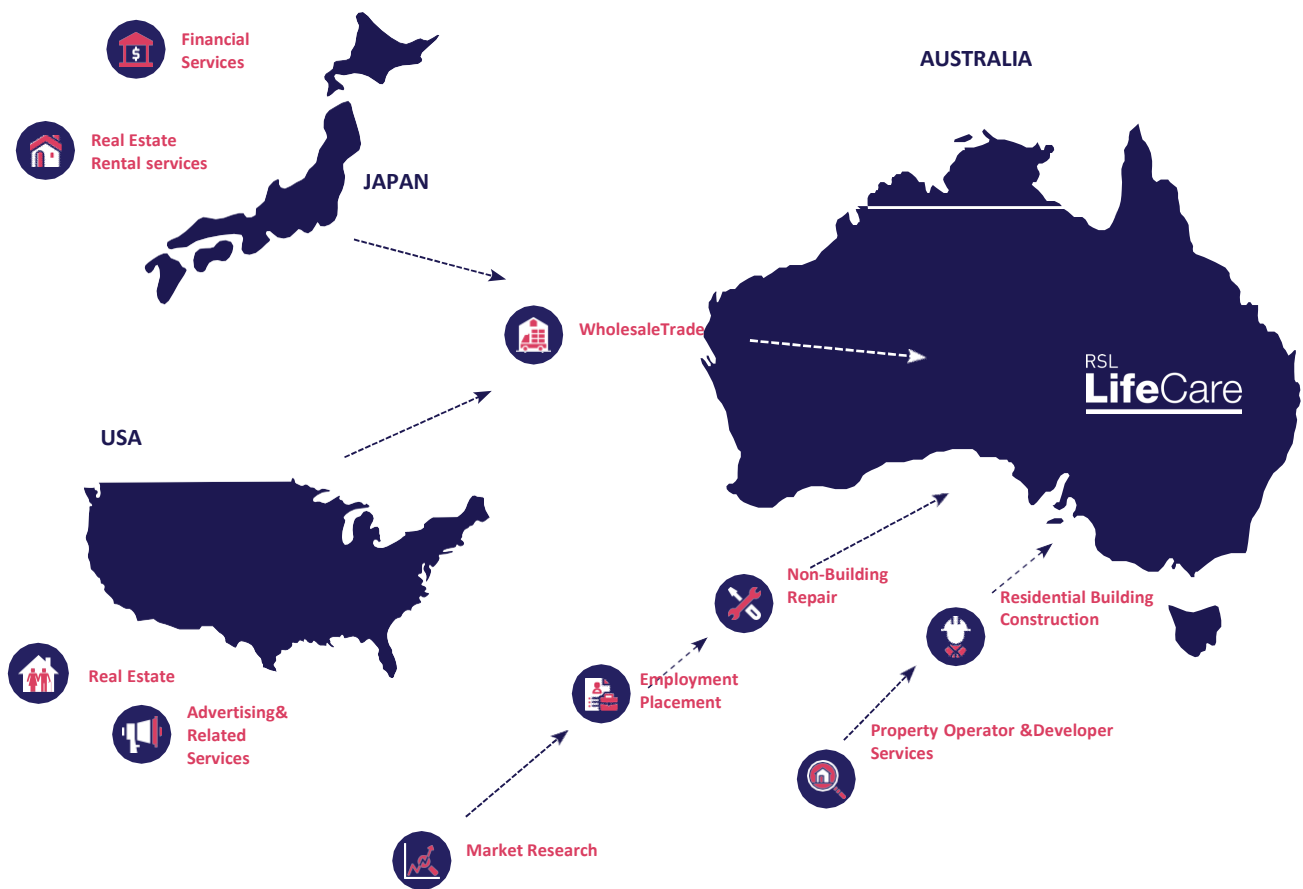 Financial
Services
AUSTRALIA
Real Estate
Rental services
JAPAN
WholesaleTrade
RSL
LifeCare
USA
Non-Building
Repair
Residential Building
Construction
Real Estate
Employment
Placement
Advertising&
Related
Services
Property Operator &Developer
Services
Market Research
$